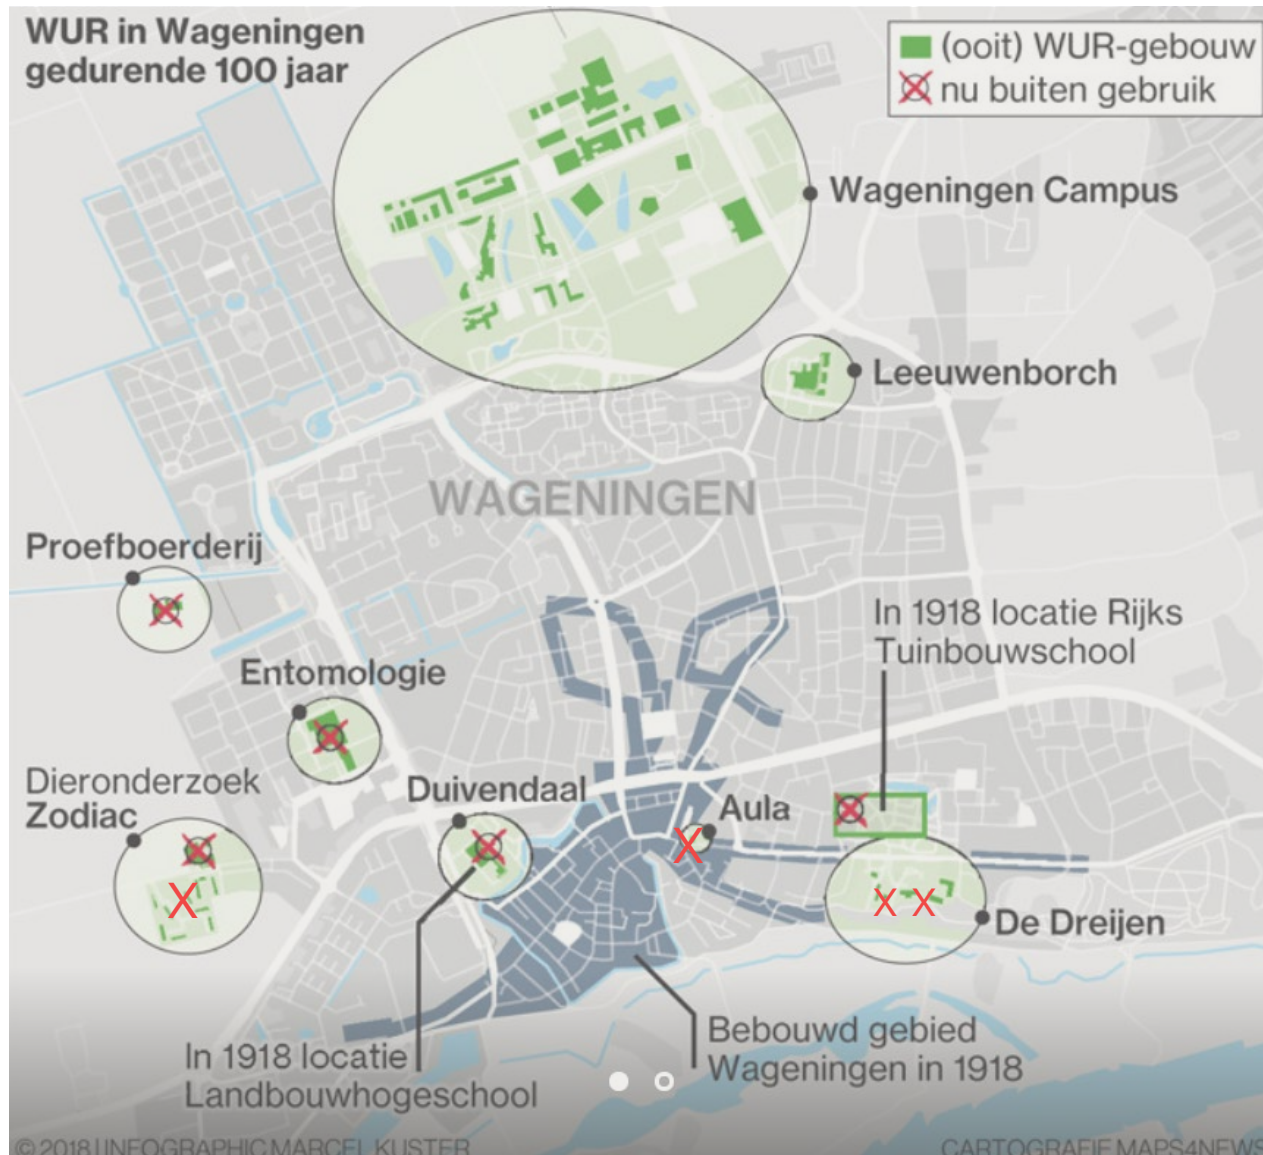 WUR in Wageningen
gedurende 100 jaar
(ooit) WUR-gebouw
nu buiten gebruik
Wageningen Campus
Leeuwenborch
WAGENINGEN
Proefboerderij
In 1918 locatie Rijks
Tuinbouwschool
Entomologie
Dieronderzoek
Zodiac
Duivendaal
Aula
De Dreijen
In 1918 locatie
Landbouwhogeschool
Bebouwd gebied
Wageningen in 1918
© 2018 UNFOGRAPHIC MARCEL KUSTER
CARTOGRAFIE MAPS4NEWS